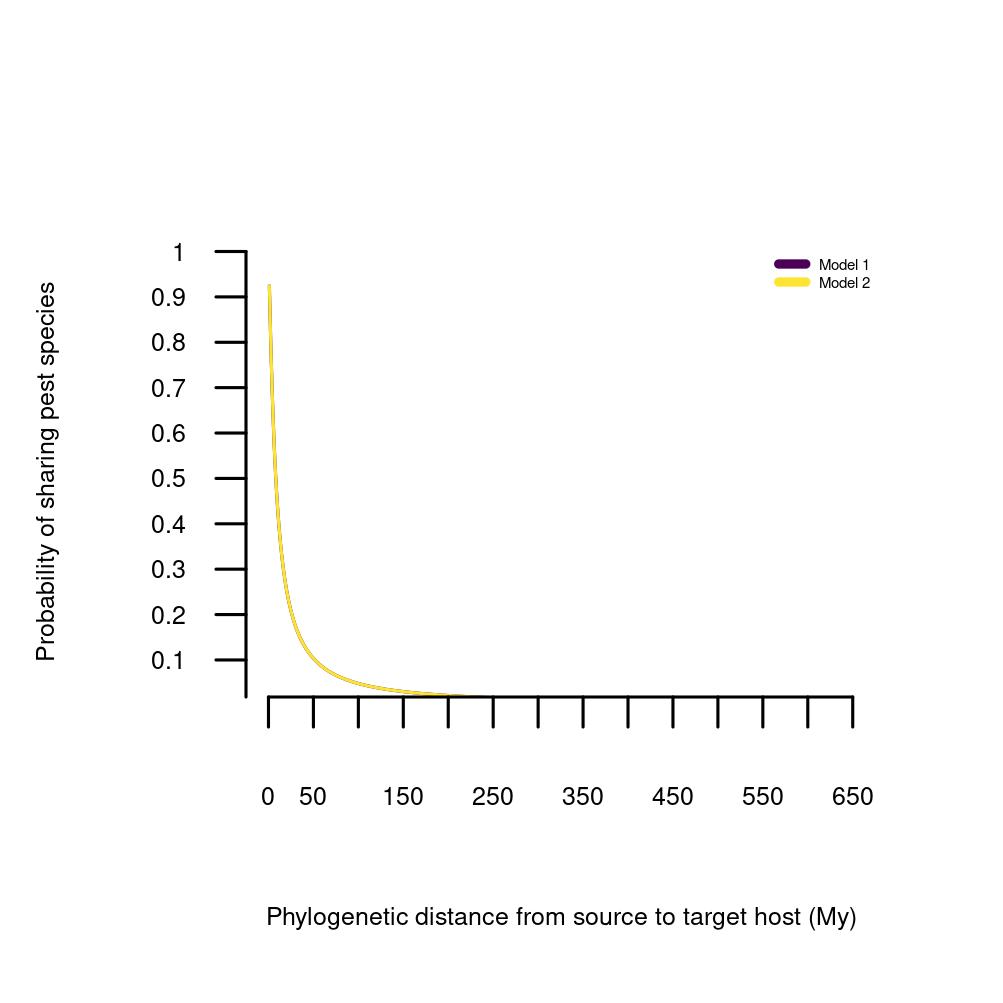 1
Model 1
Model 2
0.9
0.8
0.7
0.6
0.5
0.4
0.3
0.2
0.1
Probability of sharing pest species
0 50 150 250 350 450 550 650
Phylogenetic distance from source to target host (My)